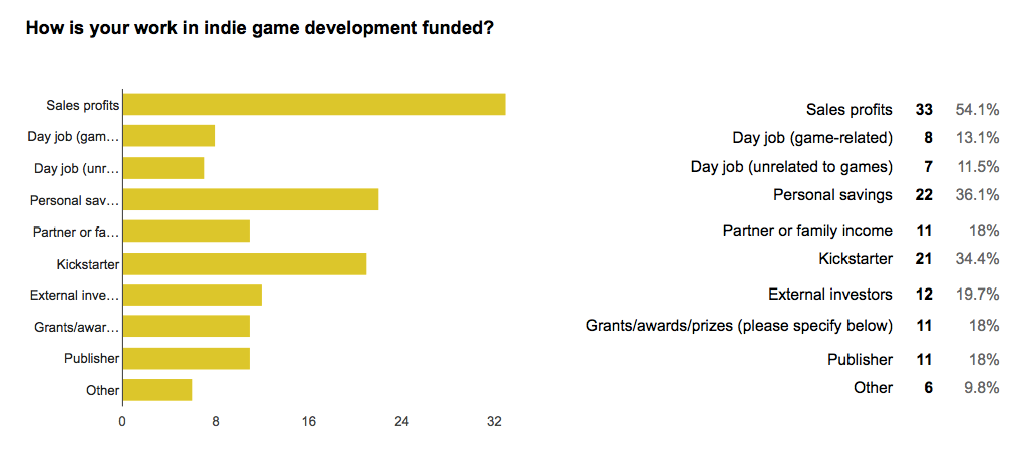 How is your work in indie game development funded?
Sales profits
Day job (gam...
Day job (unr...
Personal sav...
Partner or fa...
Kickstarter
External inve...
Grants/awar...
Publisher
Other
0 8 16 24 32
Sales profits 33 54.1%
Day job (game-related) 8 13.1%
Day job (unrelated to games) 7 11.5%
Personal savings 22 36.1%
Partner or family income 11 18%
Kickstarter 21 34.4%
External investors 12 19.7%
Grants/awards/prizes (please specify below) 11 18%
Publisher 11 18%
Other 6 9.8%